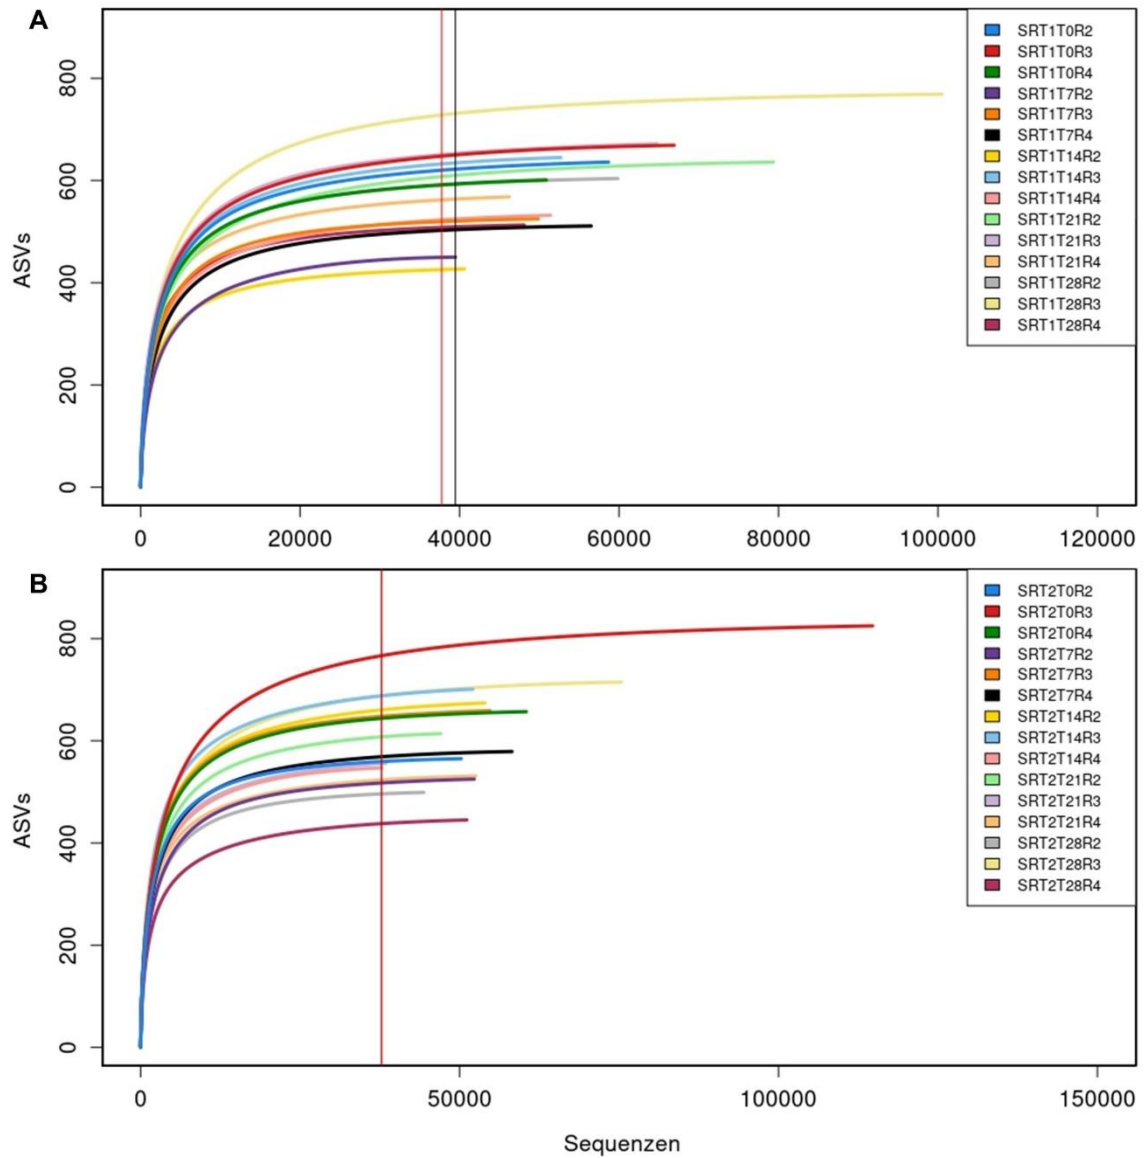 A
ASVs
800
600
400
200
0
SRT1T0R2
SRT1T0R3
SRT1T0R4
SRT1T7R2
SRT1T7R3
SRT1T7R4
SRT1T14R2
SRT1T14R3
SRT1T14R4
SRT1T21R2
SRT1T21R3
SRT1T21R4
SRT1T28R2
SRT1T28R3
SRT1T28R4
0 20000 40000 60000 80000 100000 120000
B
ASVs
800
600
400
200
0
SRT2T0R2
SRT2T0R3
SRT2T0R4
SRT2T7R2
SRT2T7R3
SRT2T7R4
SRT2T14R2
SRT2T14R3
SRT2T14R4
SRT2T21R2
SRT2T21R3
SRT2T21R4
SRT2T28R2
SRT2T28R3
SRT2T28R4
0 50000 100000 150000
Sequenzen